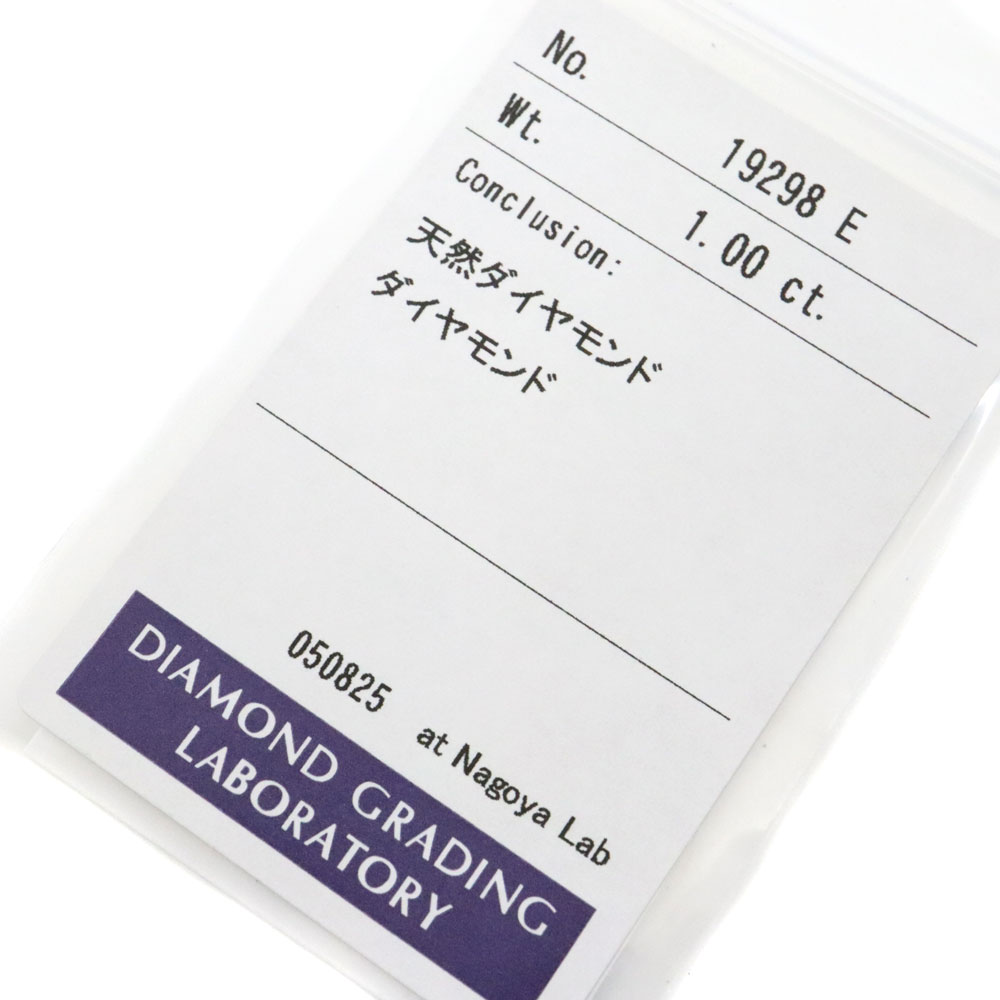 No. 19298 E
Wt. 1.00 ct.
Conclusion:
天然ダイヤモンド
ダイヤモンド
050825 at Nagoya Lab
DIAMOND GRADING
LABORATORY